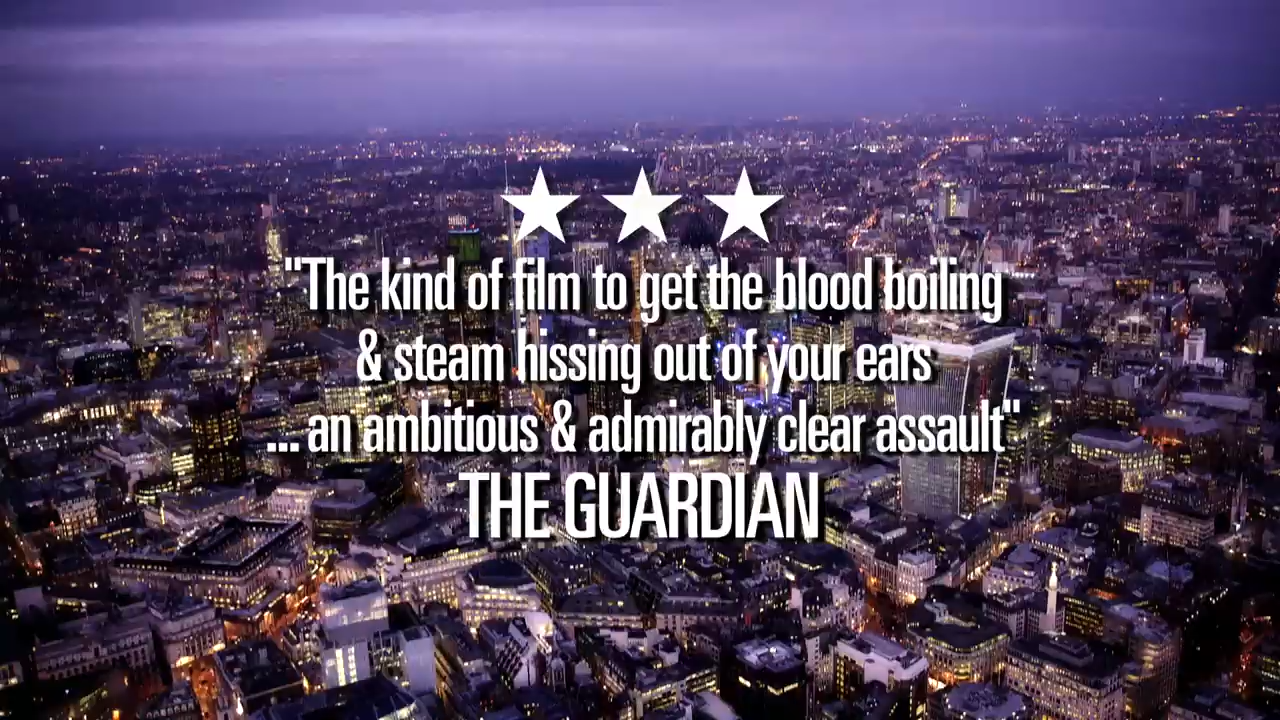 "The kind of film to get the blood boiling
& steam hissing out of your ears
... an ambitious & admirably clear assault"
THE GUARDIAN